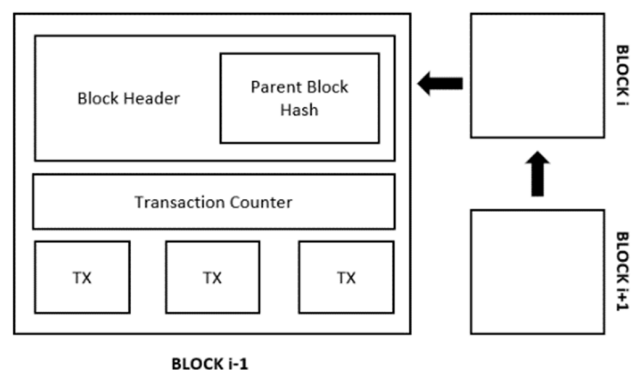 Block Header
Parent Block
Hash
Transaction Counter
TX
TX
TX
BLOCK i-1
BLOCK i
BLOCK i+1